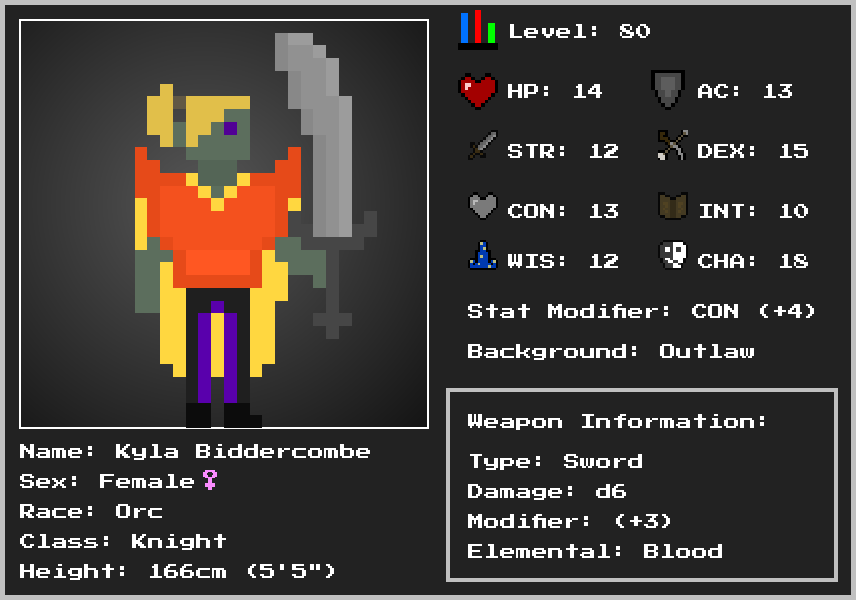 Level: 80
HP: 14 AC: 13
STR: 12 DEX: 15
CON: 13 INT: 10
WIS: 12 CHA: 18
Stat Modifier: CON (+4)
Background: Outlaw
Weapon Information:
Type: Sword
Damage: d6
Modifier: (+3)
Elemental: Blood
Name: Kyla Biddercombe
Sex: Female♀
Race: Orc
Class: Knight
Height: 166cm (5'5")